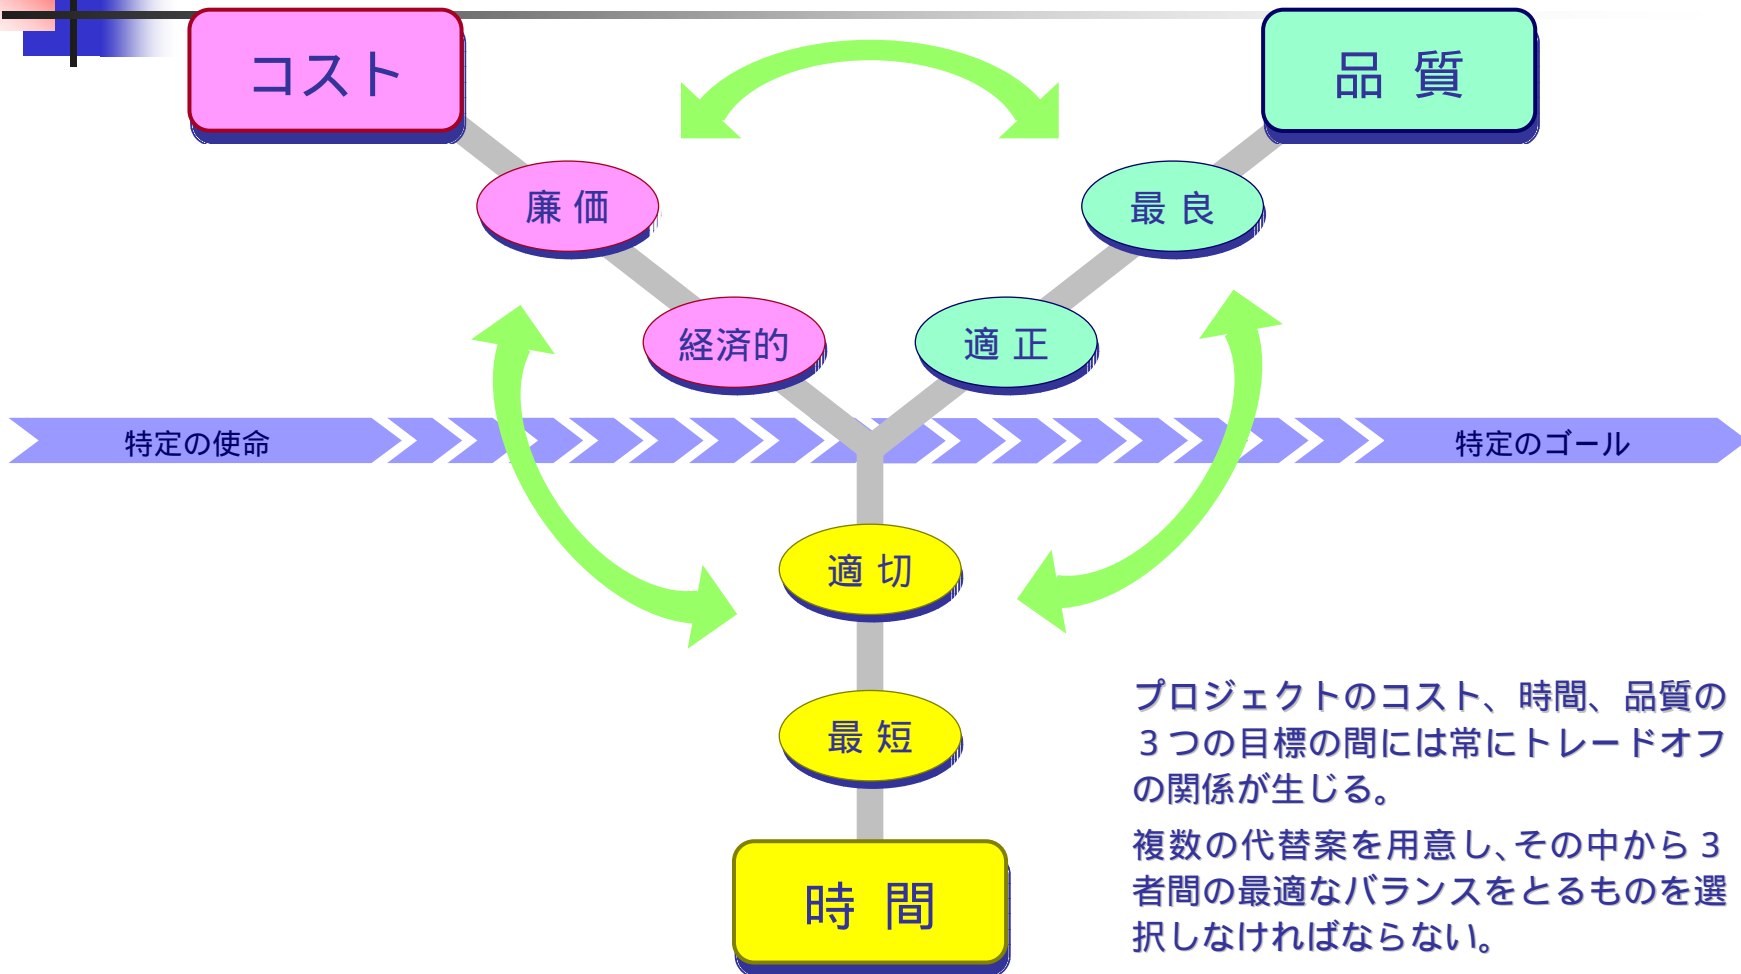 コスト
品 質
廉 価
最 良
経済的
適 正
特定の使命
特定のゴール
適 切
最 短
時 間
プロジェクトのコスト、時間、品質の
３つの目標の間には常にトレードオフ
の関係が生じる。
複数の代替案を用意し、その中から３
者間の最適なバランスをとるものを選
択しなければならない。